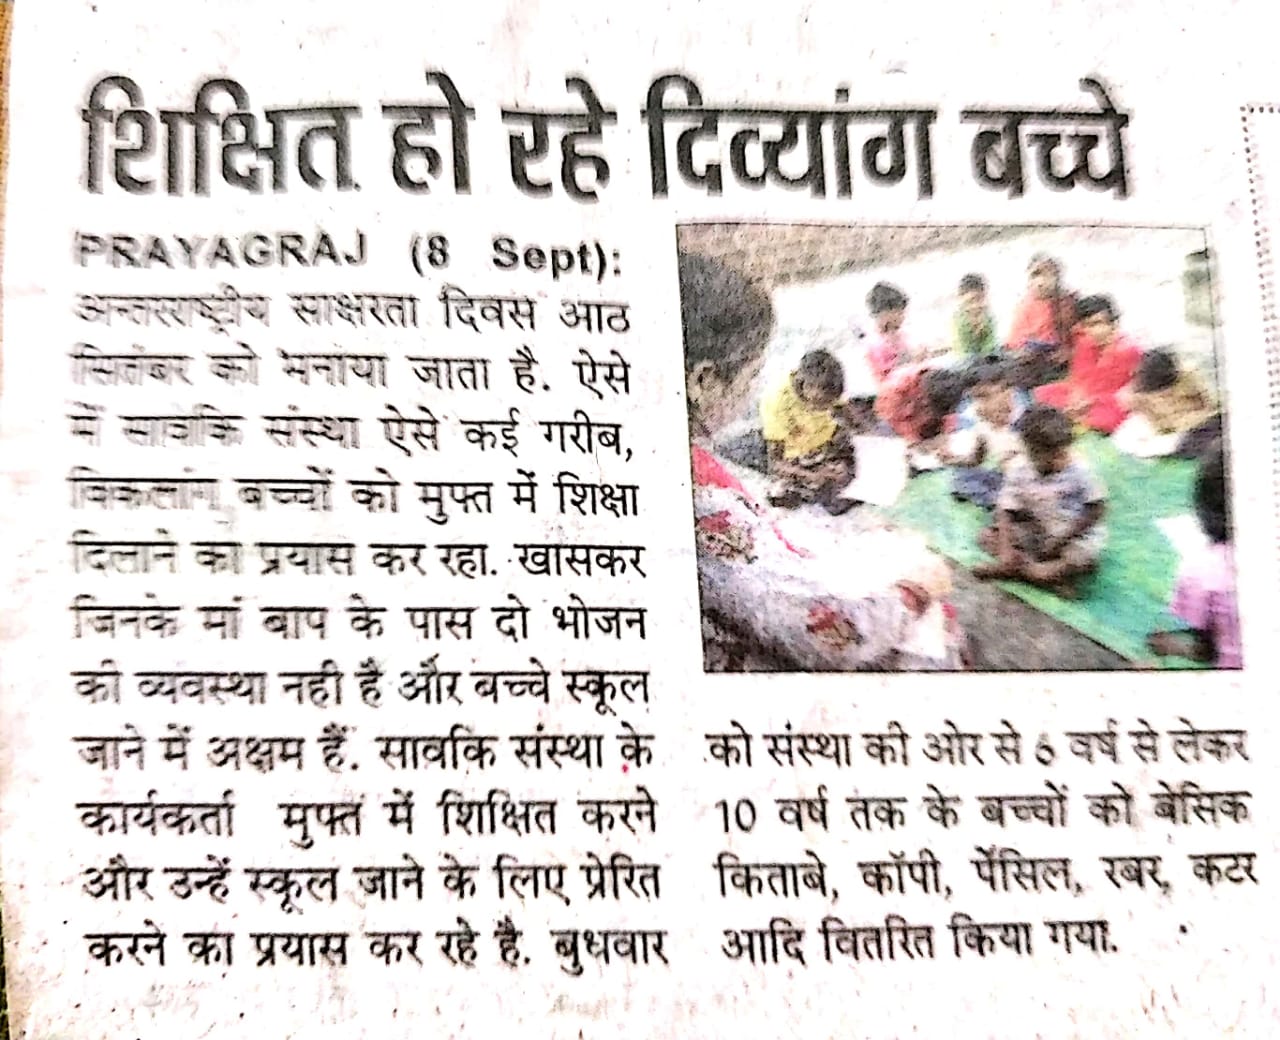 शिक्षित हो रहे दिव्यांग बच्चे
PRAYAGRAJ (8 Sept):
अन्तरराष्ट्रीय साक्षरता दिवस आठ
सितंबर को मनाया जाता है. ऐसे
में सार्वकि संस्था ऐसे कई गरीब,
विकलांग बच्चों को मुफ्त में शिक्षा
दिलाने का प्रयास कर रहा. खासकर
जिनके मां बाप के पास दो भोजन
की व्यवस्था नही है और बच्चे स्कूल
जाने में अक्षम हैं. सार्वकि संस्था के
कार्यकर्ता मुफ्त में शिक्षित करने
और उन्हें स्कूल जाने के लिए प्रेरित
करने का प्रयास कर रहे है. बुधवार
को संस्था की ओर से 6 वर्ष से लेकर
10 वर्ष तक के बच्चों को बेसिक
किताबे, कॉपी, पेंसिल, रबर, कटर
आदि वितरित किया गया.